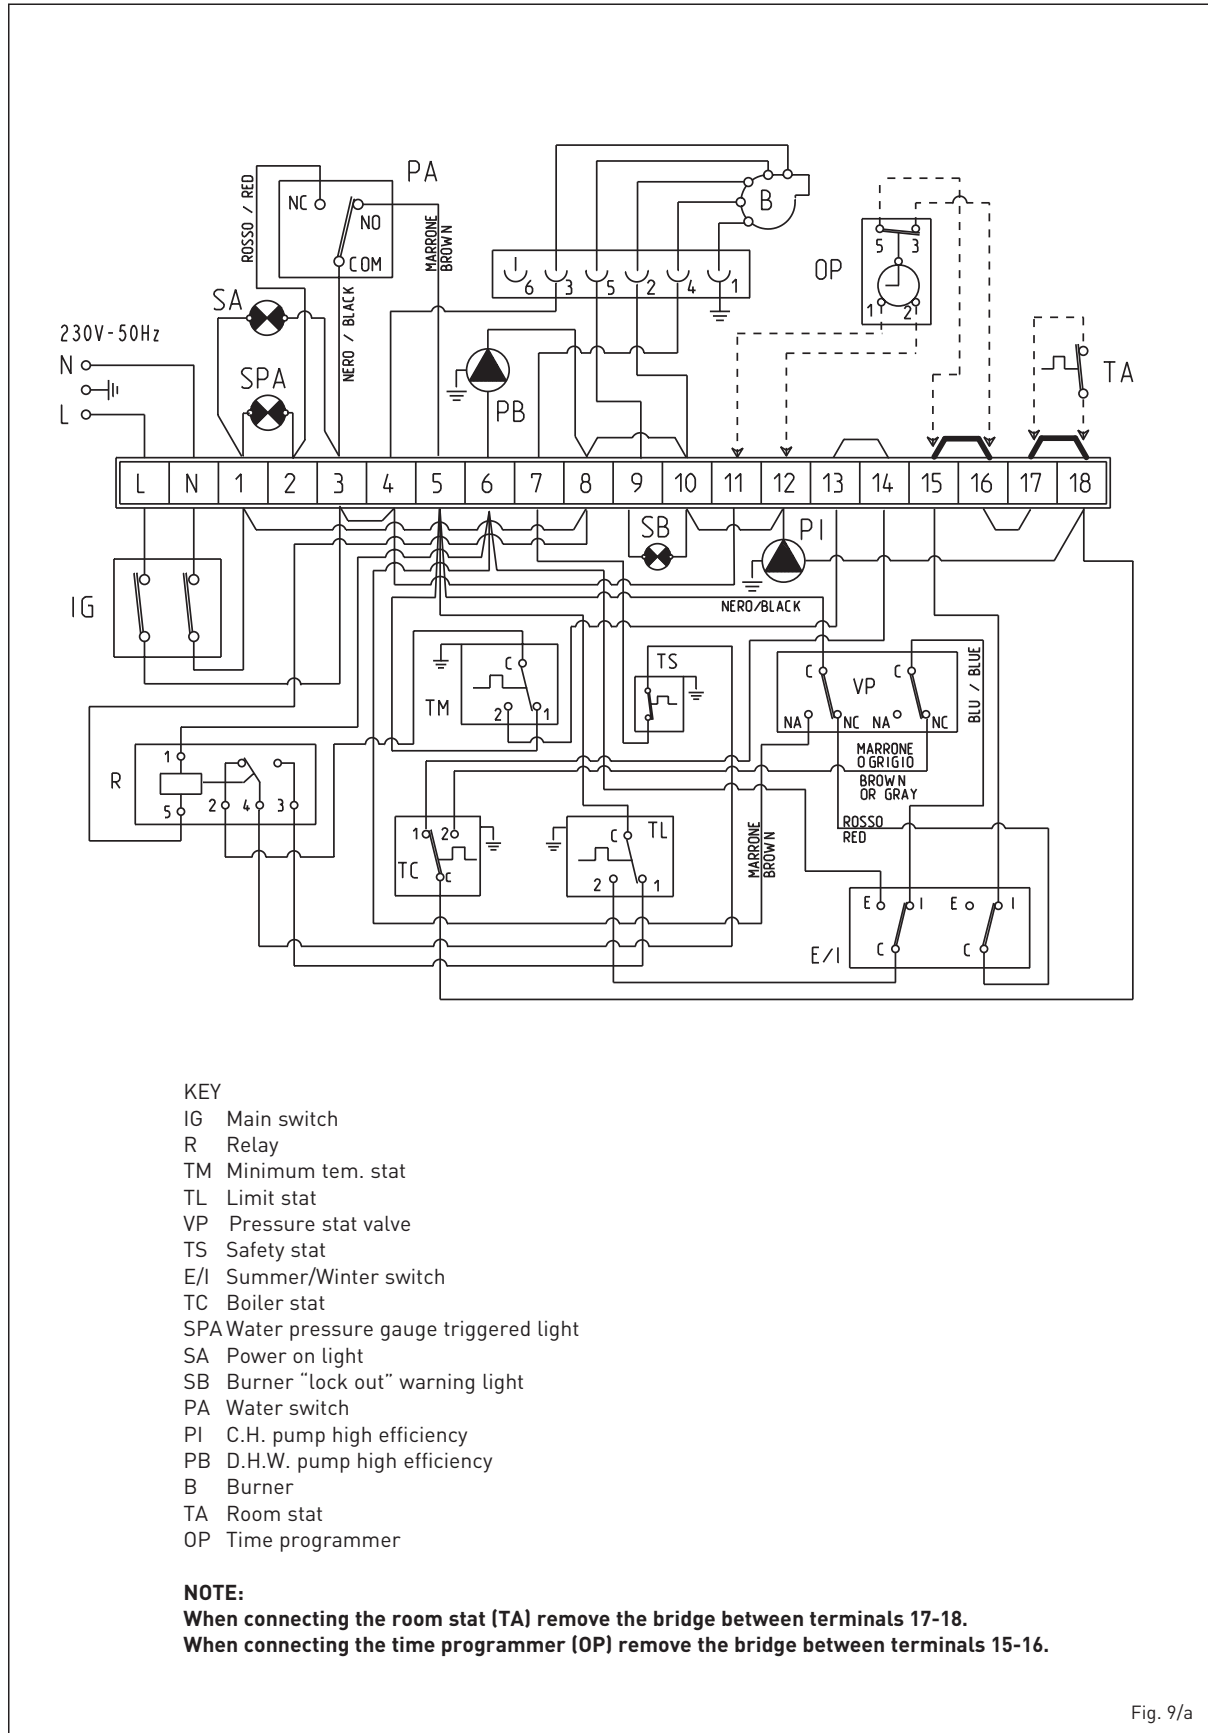 PA
NC
NO
COM
ROSSO / RED
MARRONE
BROWN
NERO / BLACK
B
6 3 5 2 4 1
OP
5 3
1 2
SA
230V-50Hz
N
L
SPA
PB
TA
L N 1 2 3 4 5 6 7 8 9 10 11 12 13 14 15 16 17 18
SB
PI
IG
NERO/BLACK
TM
C
2 1
TS
C VP C
NA NC NA NC
BLU / BLUE
MARRONE
O GRIGIO
BROWN
OR GRAY
R
1
5 2 4 3
ROSSO
RED
MARRONE
BROWN
1 2
TC C
C TL
2 1
E I E I
C C
E/I
KEY
IG Main switch
R Relay
TM Minimum tem. stat
TL Limit stat
VP Pressure stat valve
TS Safety stat
E/I Summer/Winter switch
TC Boiler stat
SPA Water pressure gauge triggered light
SA Power on light
SB Burner “lock out” warning light
PA Water switch
PI C.H. pump high efficiency
PB D.H.W. pump high efficiency
B Burner
TA Room stat
OP Time programmer
NOTE:
When connecting the room stat (TA) remove the bridge between terminals 17-18.
When connecting the time programmer (OP) remove the bridge between terminals 15-16.
Fig. 9/a